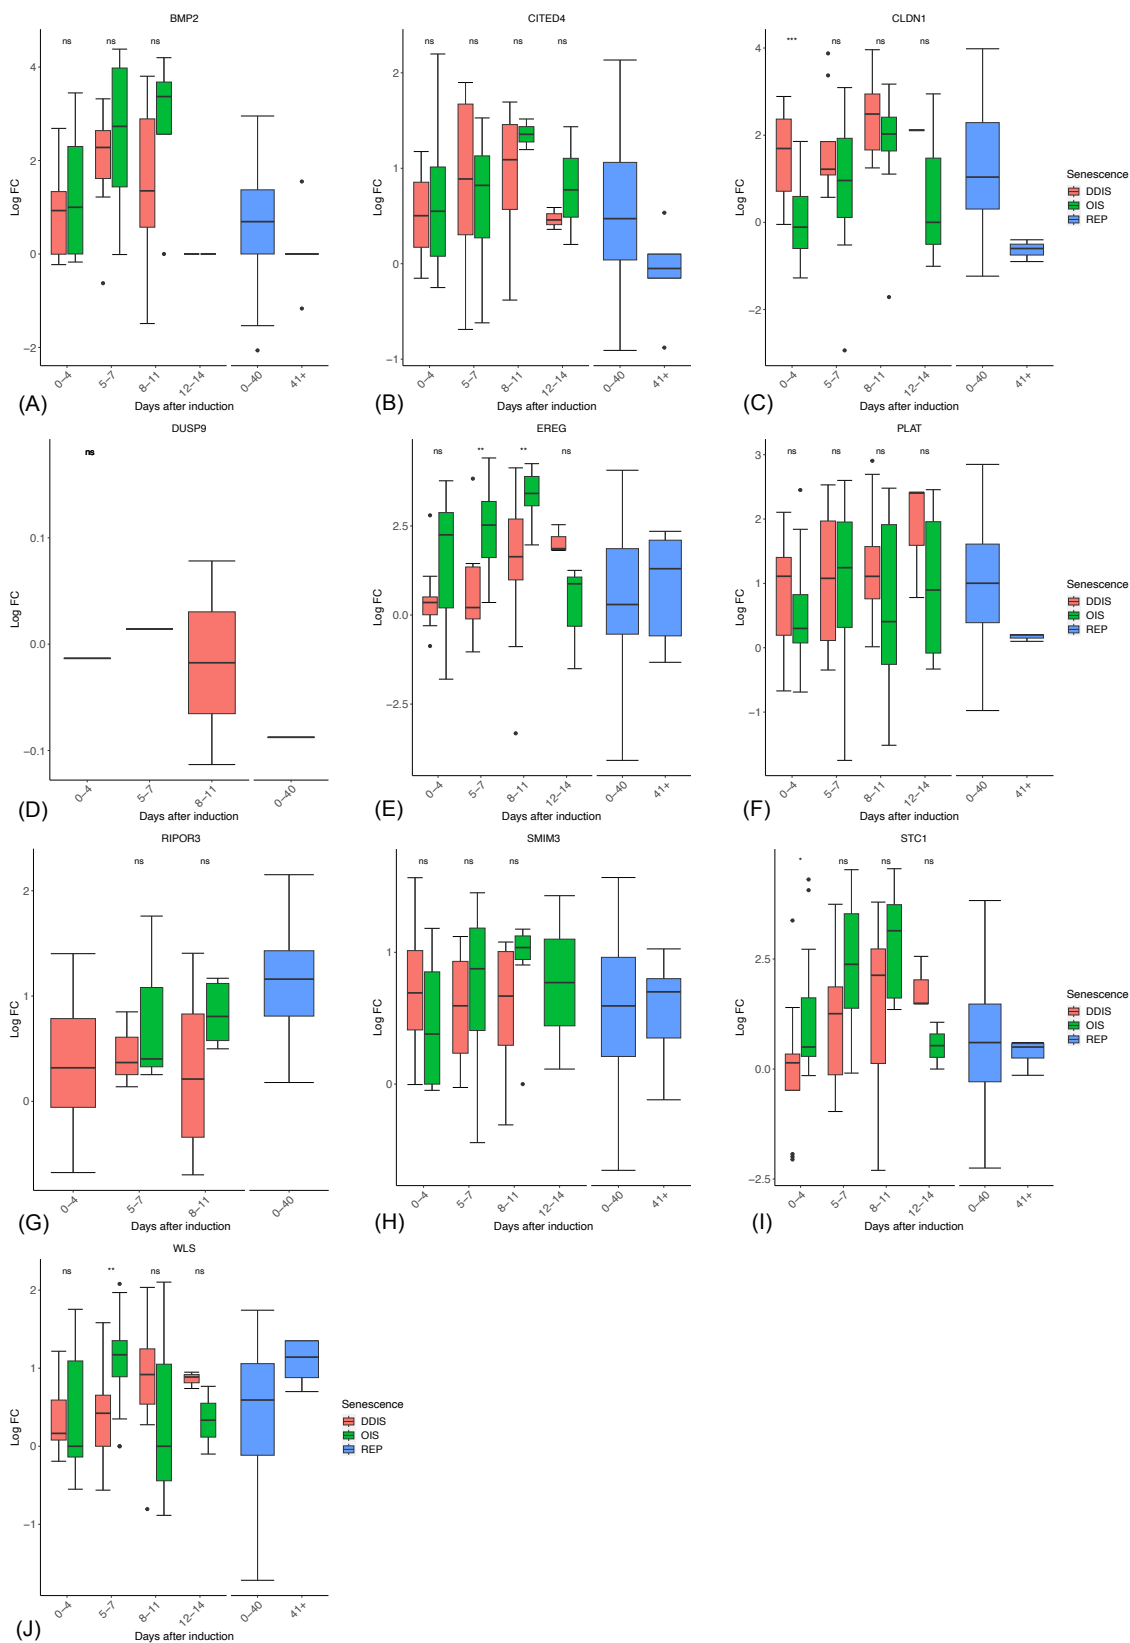 BMP2
ns ns ns
4
2
0
−2
Log FC
0−4 5−7 8−11 12−14 0−40 41+
Days after induction
(A)
CITED4
ns ns ns ns
2
1
0
−1
Log FC
0−4 5−7 8−11 12−14 0−40 41+
Days after induction
(B)
CLDN1
*** ns ns ns
4
2
0
−2
Log FC
0−4 5−7 8−11 12−14 0−40 41+
Days after induction
(C)
Senescence
DDIS
OIS
REP
DUSP9
ns
0.1
0.0
−0.1
Log FC
0−4 5−7 8−11 0−40
Days after induction
(D)
EREG
ns ** ** ns
2.5
0.0
−2.5
Log FC
0−4 5−7 8−11 12−14 0−40 41+
Days after induction
(E)
PLAT
ns ns ns ns
3
2
1
0
−1
Log FC
0−4 5−7 8−11 12−14 0−40 41+
Days after induction
(F)
Senescence
DDIS
OIS
REP
RIPOR3
ns ns
2
1
0
Log FC
0−4 5−7 8−11 0−40
Days after induction
(G)
SMIM3
ns ns ns
1
0
Log FC
0−4 5−7 8−11 12−14 0−40 41+
Days after induction
(H)
STC1
* ns ns ns
2.5
0.0
−2.5
Log FC
0−4 5−7 8−11 12−14 0−40 41+
Days after induction
(I)
Senescence
DDIS
OIS
REP
WLS
ns ** ns ns
2
1
0
−1
Log FC
0−4 5−7 8−11 12−14 0−40 41+
Days after induction
(J)
Senescence
DDIS
OIS
REP